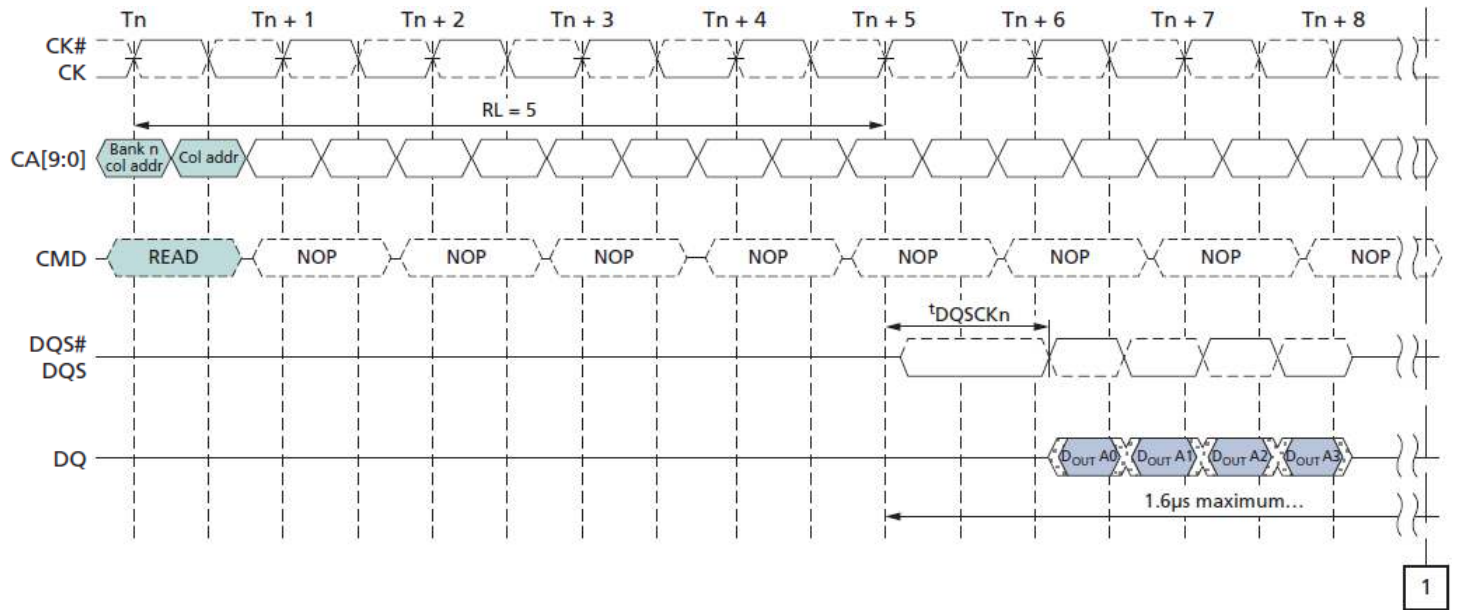 Tn Tn + 1 Tn + 2 Tn + 3 Tn + 4 Tn + 5 Tn + 6 Tn + 7 Tn + 8
CK#
CK
RL = 5
CA[9:0] Bank n col addr Col addr
CMD READ NOP NOP NOP NOP NOP NOP NOP NOP
tDQSCKn
DQS#
DQS
DQ DOUT A0 DOUT A1 DOUT A2 DOUT A3
1.6μs maximum…
1